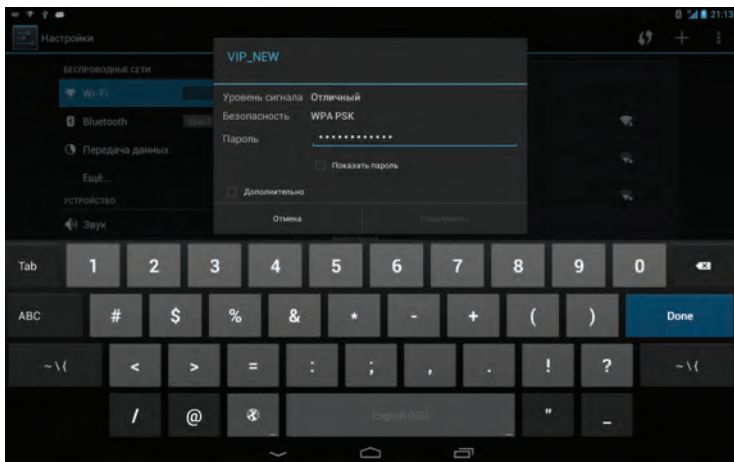 21:13
Настройки
VIP_NEW
БЕСПРОВОДНЫЕ СЕТИ
Wi-Fi
Уровень сигнала Отличный
Безопасность WPA PSK
Bluetooth
Пароль ••••••••••••
Передача данных
Показать пароль
Ещё...
Дополнительно
УСТРОЙСТВО
Звук
Отмена
Tab 1 2 3 4 5 6 7 8 9 0
ABC # $ % & * - + ( ) Done
~\{ < > = : ; , . ! ? ~\{
/ @ English (US) " _